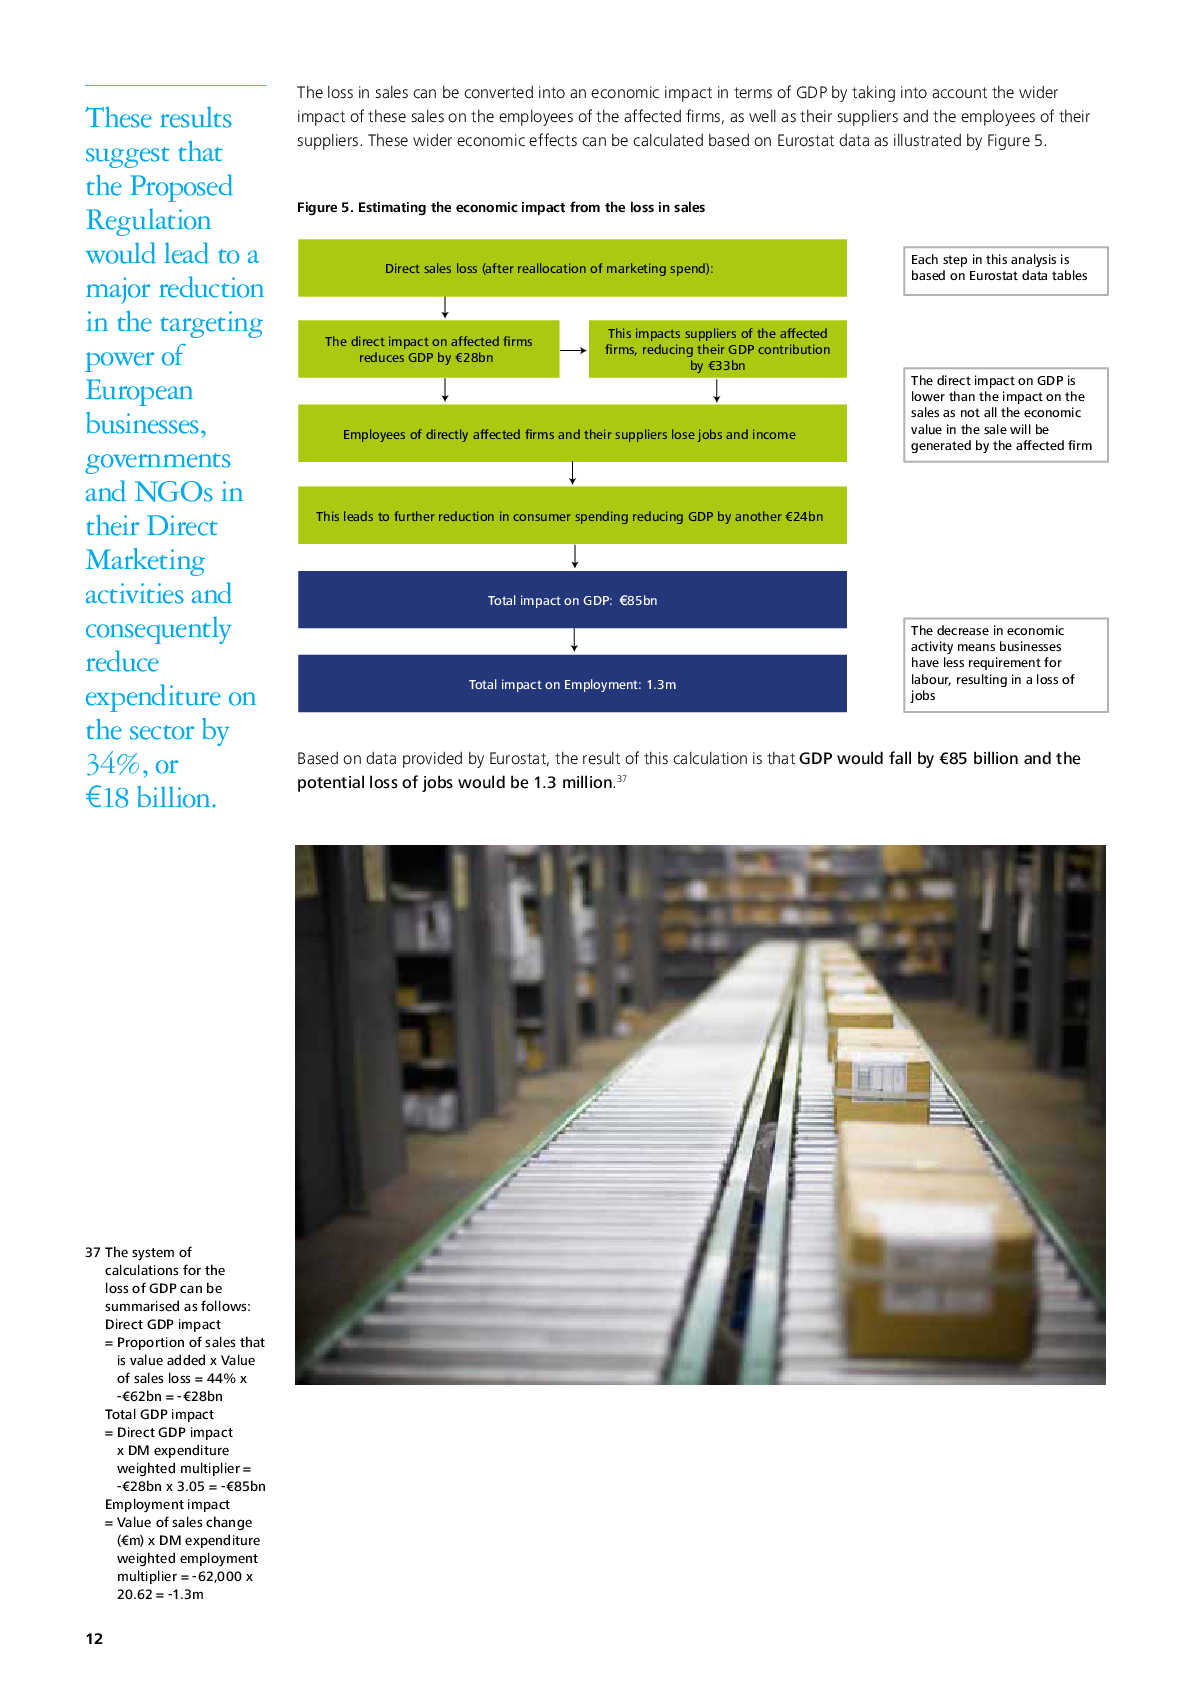 These results
suggest that
the Proposed
Regulation
would lead to a
major reduction
in the targeting
power of
European
businesses,
governments
and NGOs in
their Direct
Marketing
activities and
consequently
reduce
expenditure on
the sector by
34%, or
€18 billion.
The loss in sales can be converted into an economic impact in terms of GDP by taking into account the wider
impact of these sales on the employees of the affected firms, as well as their suppliers and the employees of their
suppliers. These wider economic effects can be calculated based on Eurostat data as illustrated by Figure 5.
Figure 5. Estimating the economic impact from the loss in sales
Direct sales loss (after reallocation of marketing spend):
Each step in this analysis is
based on Eurostat data tables
The direct impact on affected firms
reduces GDP by €28bn
This impacts suppliers of the affected
firms, reducing their GDP contribution
by €33bn
The direct impact on GDP is
lower than the impact on the
sales as not all the economic
value in the sale will be
generated by the affected firm
Employees of directly affected firms and their suppliers lose jobs and income
This leads to further reduction in consumer spending reducing GDP by another €24bn
Total impact on GDP: €85bn
The decrease in economic
activity means businesses
have less requirement for
labour, resulting in a loss of
jobs
Total impact on Employment: 1.3m
Based on data provided by Eurostat, the result of this calculation is that GDP would fall by €85 billion and the
potential loss of jobs would be 1.3 million.37
37 The system of
calculations for the
loss of GDP can be
summarised as follows:
Direct GDP impact
= Proportion of sales that
is value added x Value
of sales loss = 44% x
-€62bn = -€28bn
Total GDP impact
= Direct GDP impact
x DM expenditure
weighted multiplier =
-€28bn x 3.05 = -€85bn
Employment impact
= Value of sales change
(€m) x DM expenditure
weighted employment
multiplier = -62,000 x
20.62 = -1.3m
12